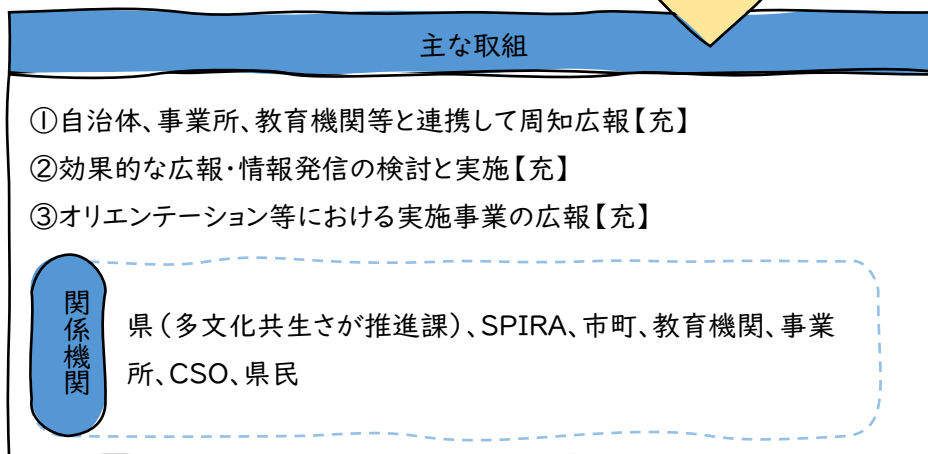 主な取組
①自治体、事業所、教育機関等と連携して周知広報【充】
②効果的な広報・情報発信の検討と実施【充】
③オリエンテーション等における実施事業の広報【充】
関係機関
県（多文化共生さが推進課）、SPIRA、市町、教育機関、事業
所、CSO、県民